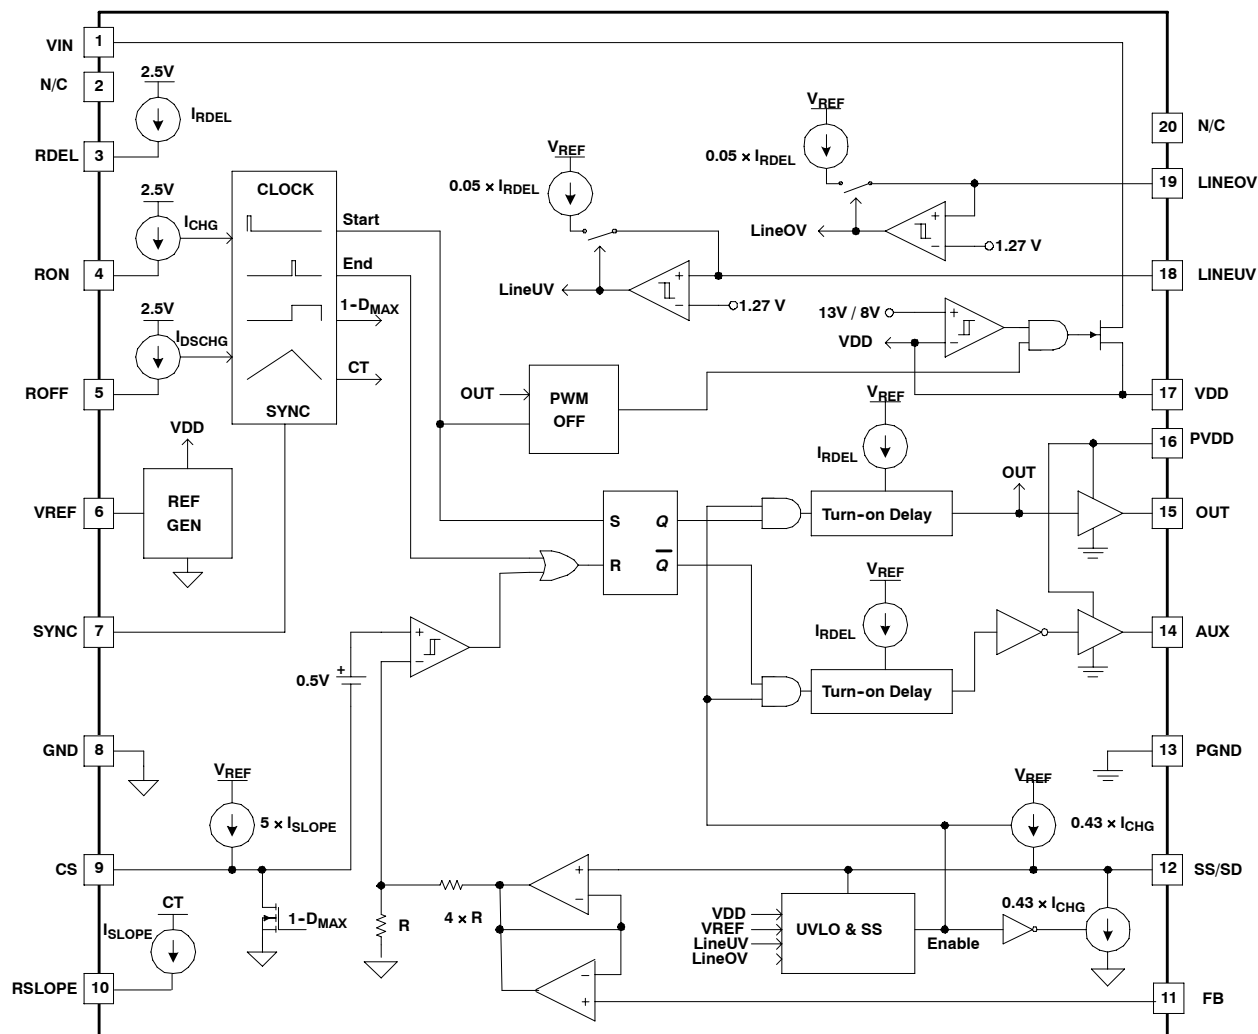 VIN
1
N/C
2
2.5V
IRDEL
RDEL
3
2.5V
ICHG
RON
4
2.5V
IDSCHG
ROFF
5
CLOCK
Start
End
1-DMAX
CT
SYNC
VDD
REF
GEN
VREF
6
SYNC
7
GND
8
VREF
5 × ISLOPE
CS
9
CT
ISLOPE
1-DMAX
RSLOPE
10
+
0.5V
+
−
R
4 × R
+
−
−
+
OUT
PWM
OFF
S
Q
R
Q
VREF
0.05 × IRDEL
LineUV
+
−
1.27 V
VREF
0.05 × IRDEL
LineOV
+
−
1.27 V
13V / 8V
VDD
+
−
VREF
IRDEL
Turn-on Delay
OUT
VREF
IRDEL
Turn-on Delay
VREF
0.43 × ICHG
0.43 × ICHG
VDD
VREF
LineUV
LineOV
UVLO & SS
Enable
20
N/C
19
LINEOV
18
LINEUV
17
VDD
16
PVDD
15
OUT
14
AUX
13
PGND
12
SS/SD
11
FB